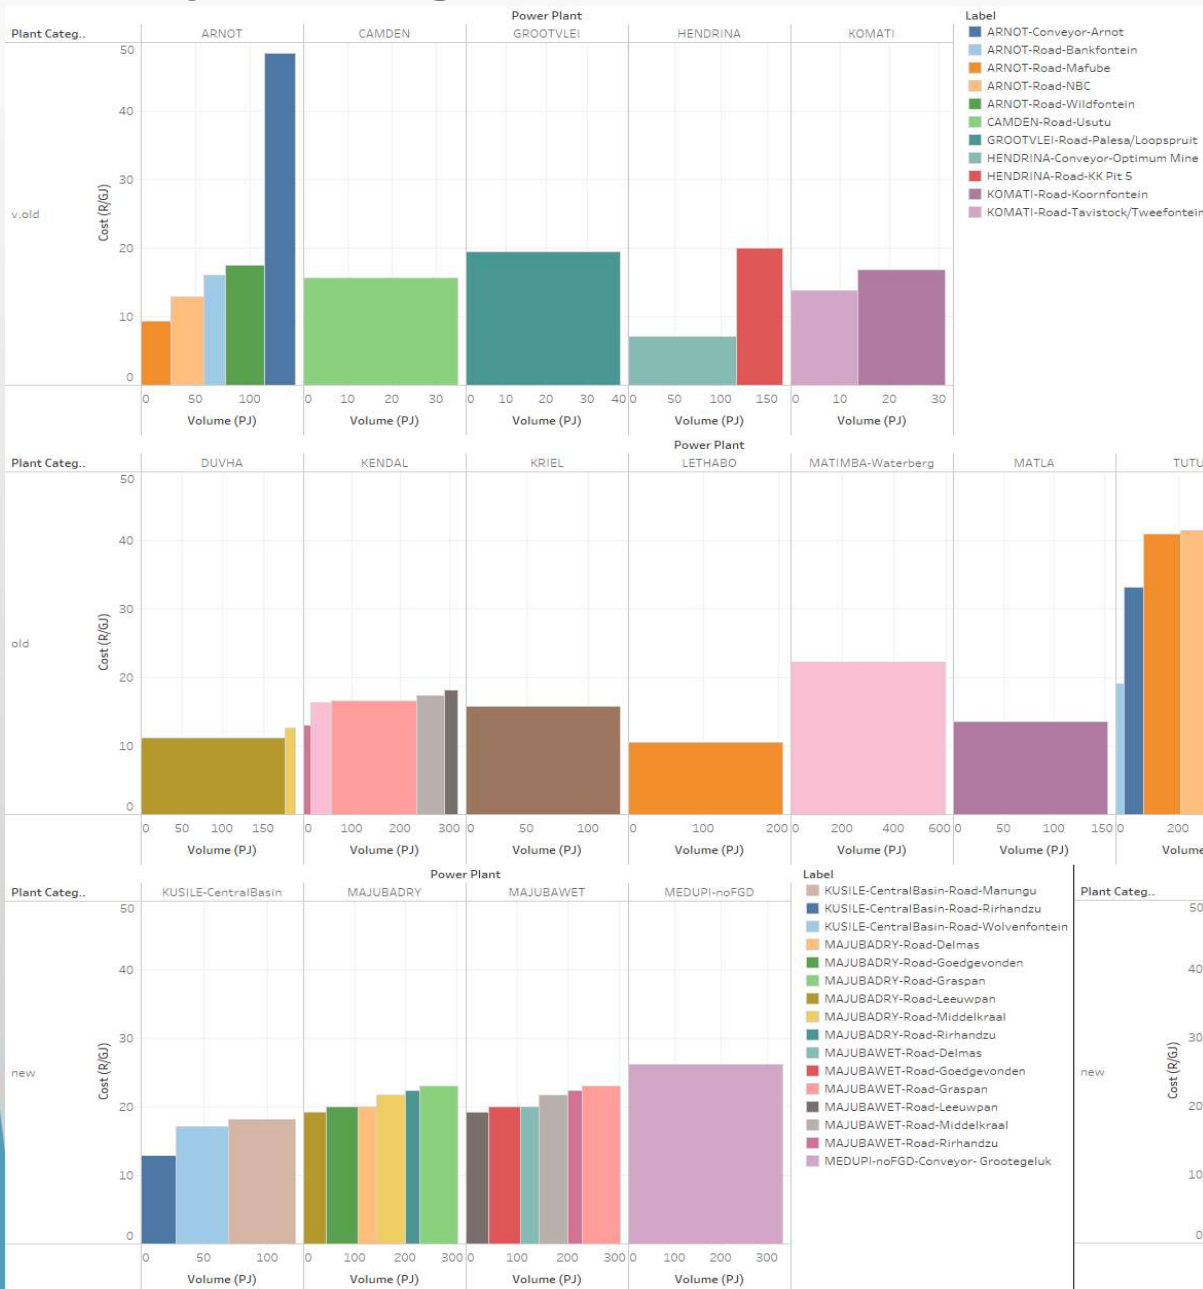 Power Plant
Plant Categ.. ARNOT CAMDEN GROOTVLEI HENDRINA KOMATI
50
40
30
20
10
0
Cost (R/GJ)
v.old
0 50 100 0 10 20 30 0 10 20 30 40 0 50 100 150 0 10 20 30
Volume (PJ) Volume (PJ) Volume (PJ) Volume (PJ) Volume (PJ)
Label
ARNOT-Conveyor-Arnot
ARNOT-Road-Bankfontein
ARNOT-Road-Mafube
ARNOT-Road-NBC
ARNOT-Road-Wildfontein
CAMDEN-Road-Usutu
GROOTVLEI-Road-Palesa/Loopspruit
HENDRINA-Conveyor-Optimum Mine
HENDRINA-Road-KK Pit 5
KOMATI-Road-Koornfontein
KOMATI-Road-Tavistock/Tweefontein
Power Plant
Plant Categ.. DUVHA KENDAL KRIEL LETHABO MATIMBA-Waterberg MATLA TUTU
50
40
30
20
10
0
Cost (R/GJ)
old
0 50 100 150 0 100 200 300 0 50 100 0 100 200 0 200 400 600 0 50 100 150 0 200
Volume (PJ) Volume (PJ) Volume (PJ) Volume (PJ) Volume (PJ) Volume (PJ) Volume
Power Plant
Plant Categ.. KUSILE-CentralBasin MAJUBADRY MAJUBAWET MEDUPI-noFGD
50
40
30
20
10
0
Cost (R/GJ)
new
0 50 100 0 100 200 300 0 100 200 300 0 100 200 300
Volume (PJ) Volume (PJ) Volume (PJ) Volume (PJ)
Label
KUSILE-CentralBasin-Road-Manungu
KUSILE-CentralBasin-Road-Rirhandzu
KUSILE-CentralBasin-Road-Wolvenfontein
MAJUBADRY-Road-Delmas
MAJUBADRY-Road-Goedgevonden
MAJUBADRY-Road-Graspan
MAJUBADRY-Road-Leeuwpan
MAJUBADRY-Road-Middelkraal
MAJUBADRY-Road-Rirhandzu
MAJUBAWET-Road-Delmas
MAJUBAWET-Road-Goedgevonden
MAJUBAWET-Road-Graspan
MAJUBAWET-Road-Leeuwpan
MAJUBAWET-Road-Middelkraal
MAJUBAWET-Road-Rirhandzu
MEDUPI-noFGD-Conveyor- Grootegeluk
Plant Categ..
50
40
30
20
10
0
Cost (R/GJ)
new